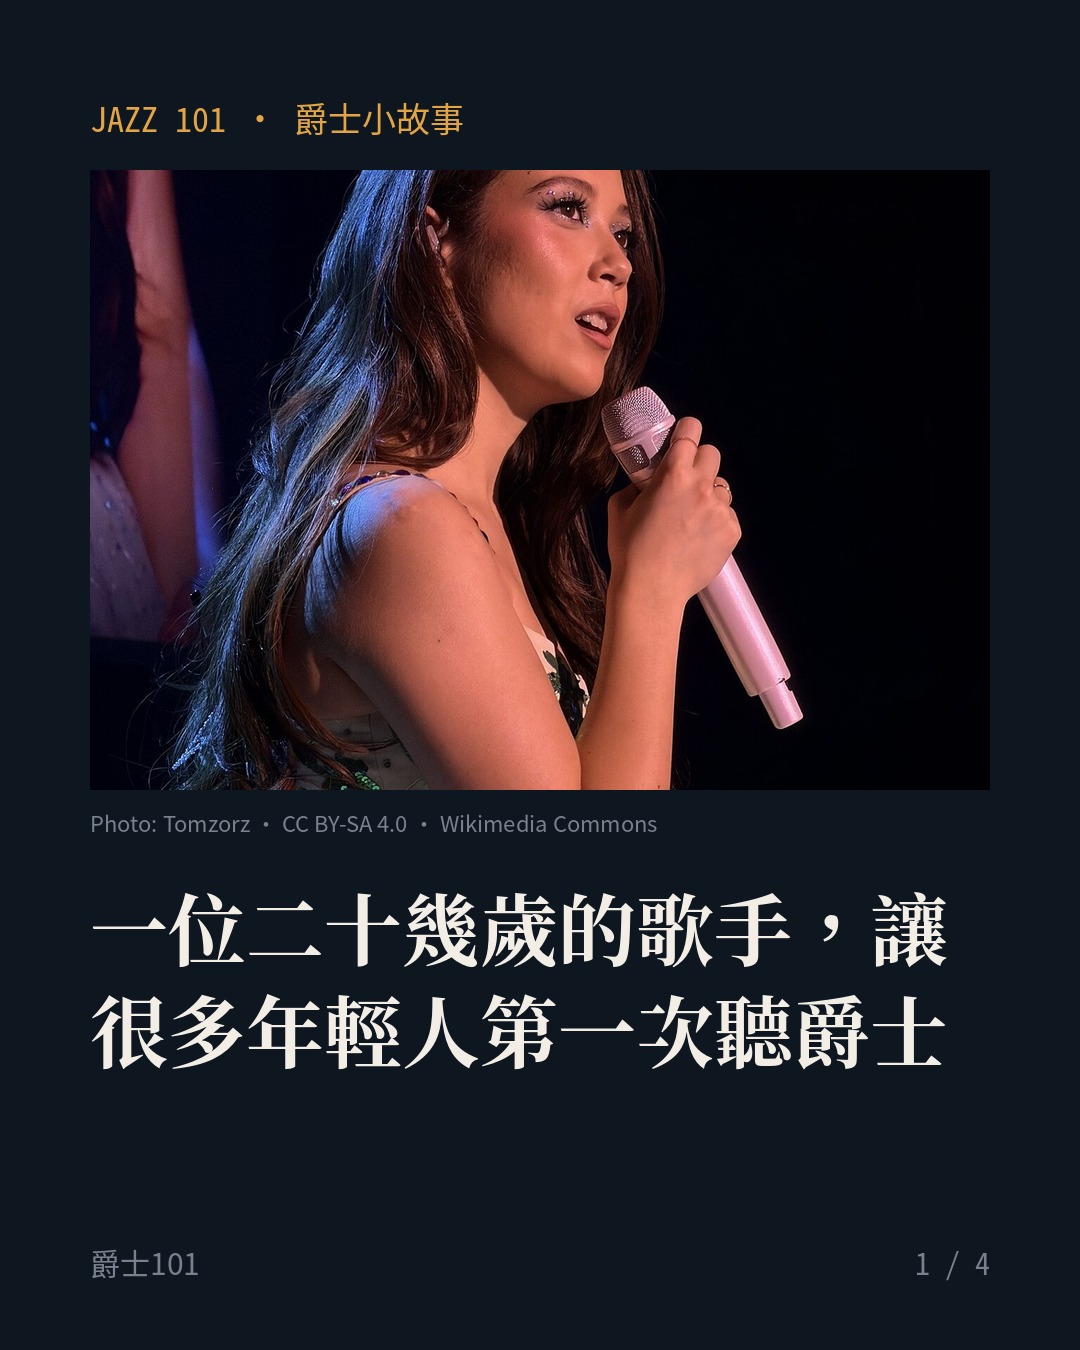 JAZZ 101 · 爵士小故事
Photo: Tomzorz · CC BY-SA 4.0 · Wikimedia Commons
一位二十幾歲的歌手，讓
很多年輕人第一次聽爵士
爵士101
1 / 4